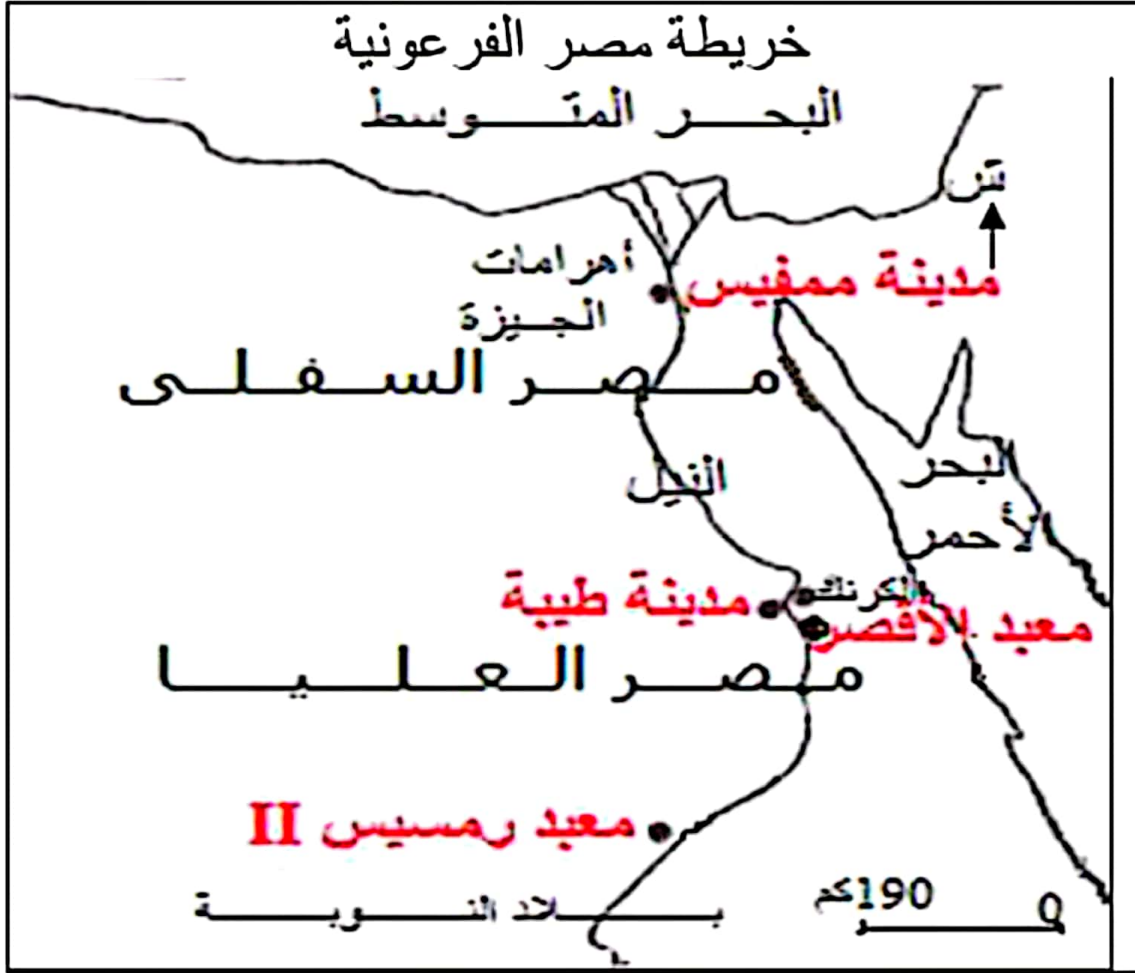 خريطة مصر الفرعونية
البحر المتوسط
ش
أهرامات
الجيزة
مدينة ممفيس
مصر السفلى
النيل
البحر
الأحمر
الكرنك
مدينة طيبة
معبد الأقصر
مصر العليا
معبد رمسيس II
بلاد النوبة
190كم 0